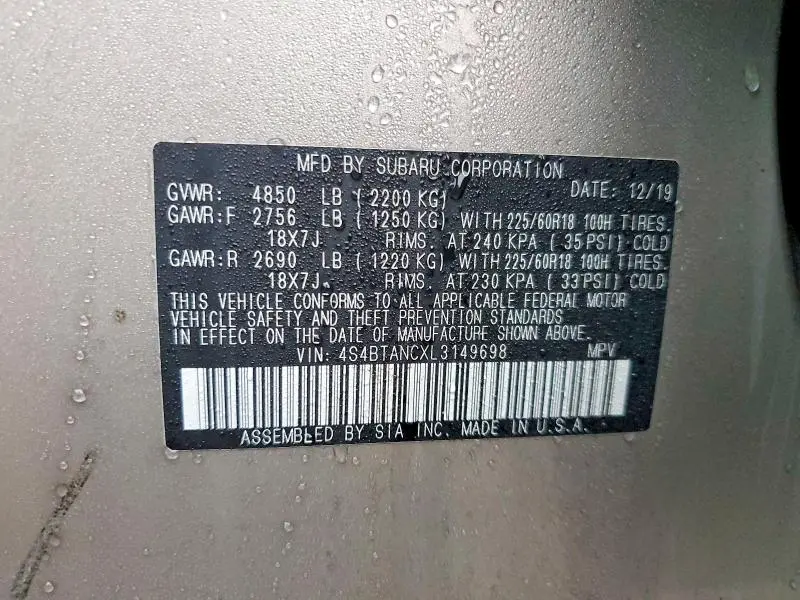 MFD BY SUBARU CORPORATION
GVWR: 4850 LB (2200 KG) DATE: 12/19
GAWR:F 2756 LB (1250 KG) WITH 225/60R18 100H TIRES.
18X7J RIMS. AT 240 KPA (35 PSI) COLD
GAWR:R 2690 LB (1220 KG) WITH 225/60R18 100H TIRES.
18X7J RIMS. AT 230 KPA (33 PSI) COLD
THIS VEHICLE CONFORMS TO ALL APPLICABLE FEDERAL MOTOR
VEHICLE SAFETY AND THEFT PREVENTION STANDARDS
IN EFFECT ON THE DATE OF MANUFACTURE SHOWN ABOVE.
VIN: 4S4BTANCXL3149698 MPV
ASSEMBLED BY SIA INC. MADE IN U.S.A.